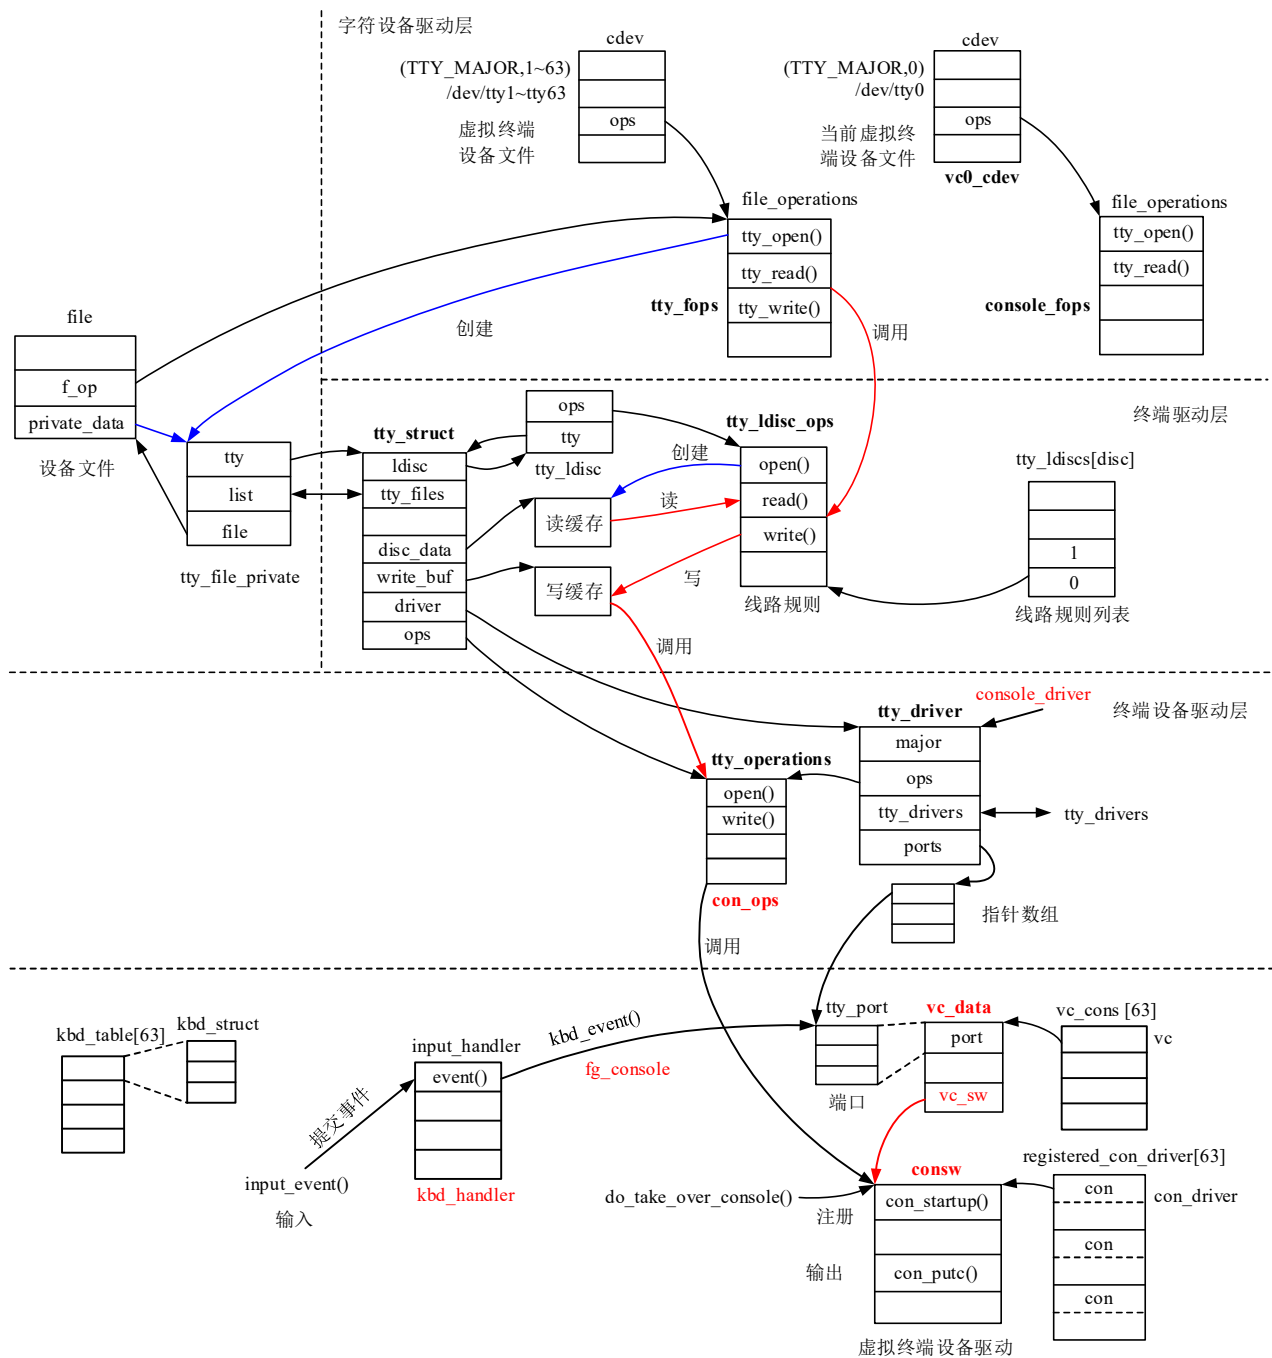 字符设备驱动层
cdev
(TTY_MAJOR,1~63)
/dev/tty1~tty63
ops
虚拟终端
设备文件
cdev
(TTY_MAJOR,0)
/dev/tty0
ops
当前虚拟终
端设备文件
vc0_cdev
file_operations
tty_open()
tty_read()
tty_write()
tty_fops
file_operations
tty_open()
tty_read()
console_fops
调用
创建
file
f_op
private_data
设备文件
tty
list
file
tty_file_private
终端驱动层
tty_struct
ldisc
tty_files
disc_data
write_buf
driver
ops
ops
tty
tty_ldisc
tty_ldisc_ops
open()
read()
write()
线路规则
创建
读缓存
读
写
写缓存
调用
tty_ldiscs[disc]
1
0
线路规则列表
终端设备驱动层
console_driver
tty_driver
major
ops
tty_drivers
ports
tty_drivers
tty_operations
open()
write()
con_ops
指针数组
调用
kbd_table[63]
kbd_struct
input_handler
event()
kbd_handler
kbd_event()
fg_console
提交事件
input_event()
输入
tty_port
端口
vc_data
port
vc_sw
vc_cons [63]
vc
consw
con_startup()
con_putc()
do_take_over_console()
注册
输出
registered_con_driver[63]
con
con
con
con_driver
虚拟终端设备驱动